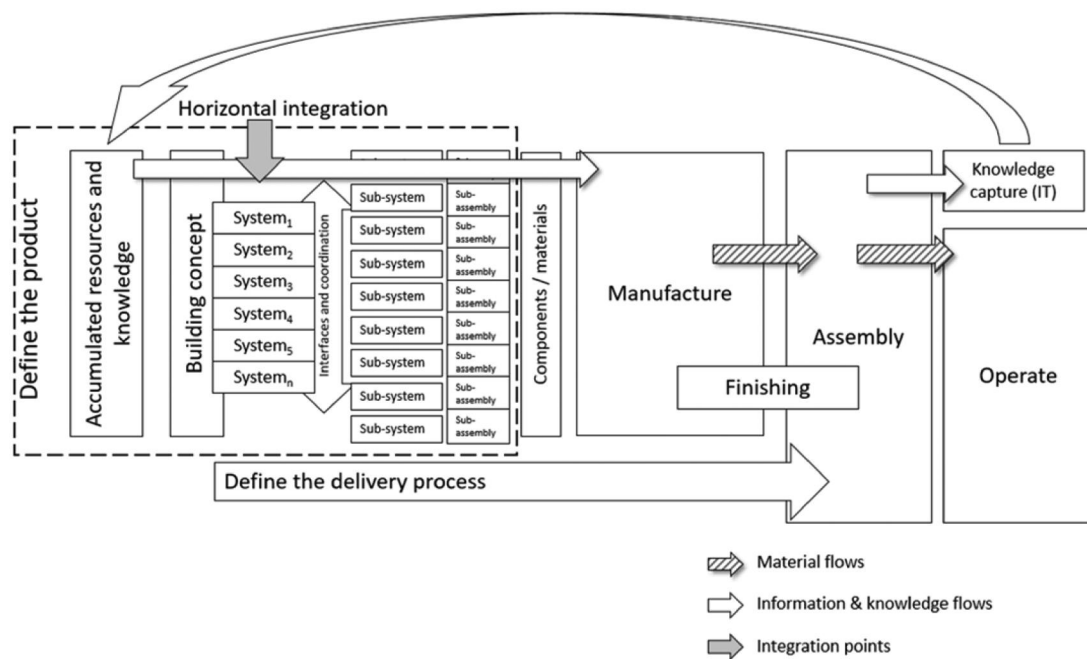 Horizontal integration
Define the product
Accumulated resources and
knowledge
Building concept
System1
System2
System3
System4
System5
Systemn
Interfaces and coordination
Sub-system
Sub-system
Sub-system
Sub-system
Sub-system
Sub-system
Sub-system
Sub-system
Sub-
assembly
Sub-
assembly
Sub-
assembly
Sub-
assembly
Sub-
assembly
Sub-
assembly
Sub-
assembly
Sub-
assembly
Components / materials
Manufacture
Finishing
Assembly
Knowledge
capture (IT)
Operate
Define the delivery process
Material flows
Information & knowledge flows
Integration points